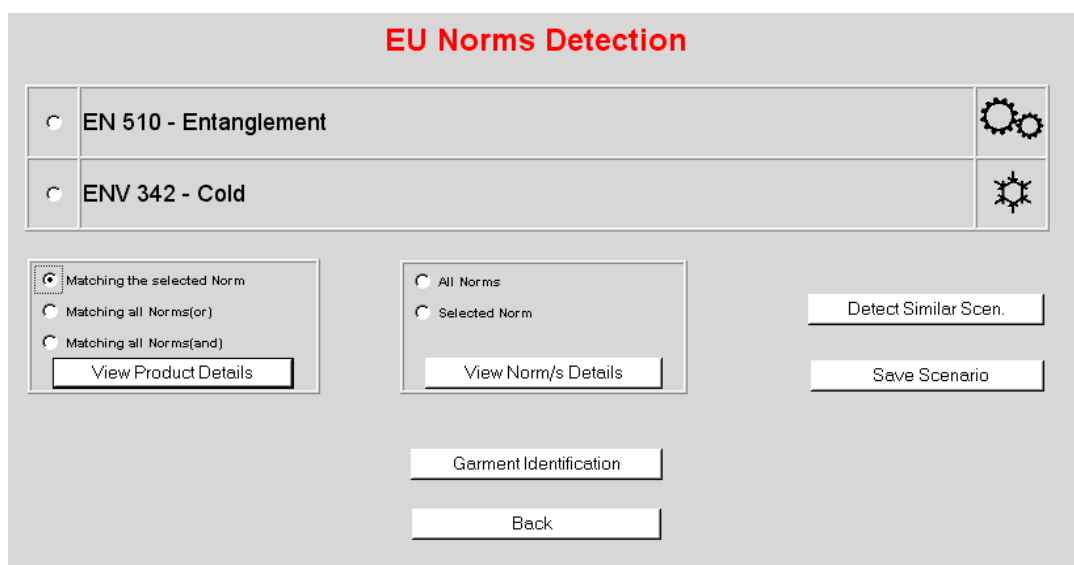 EU Norms Detection
EN 510 - Entanglement
ENV 342 - Cold
Matching the selected Norm
Matching all Norms(or)
Matching all Norms(and)
View Product Details
All Norms
Selected Norm
View Norm/s Details
Detect Similar Scen.
Save Scenario
Garment Identification
Back